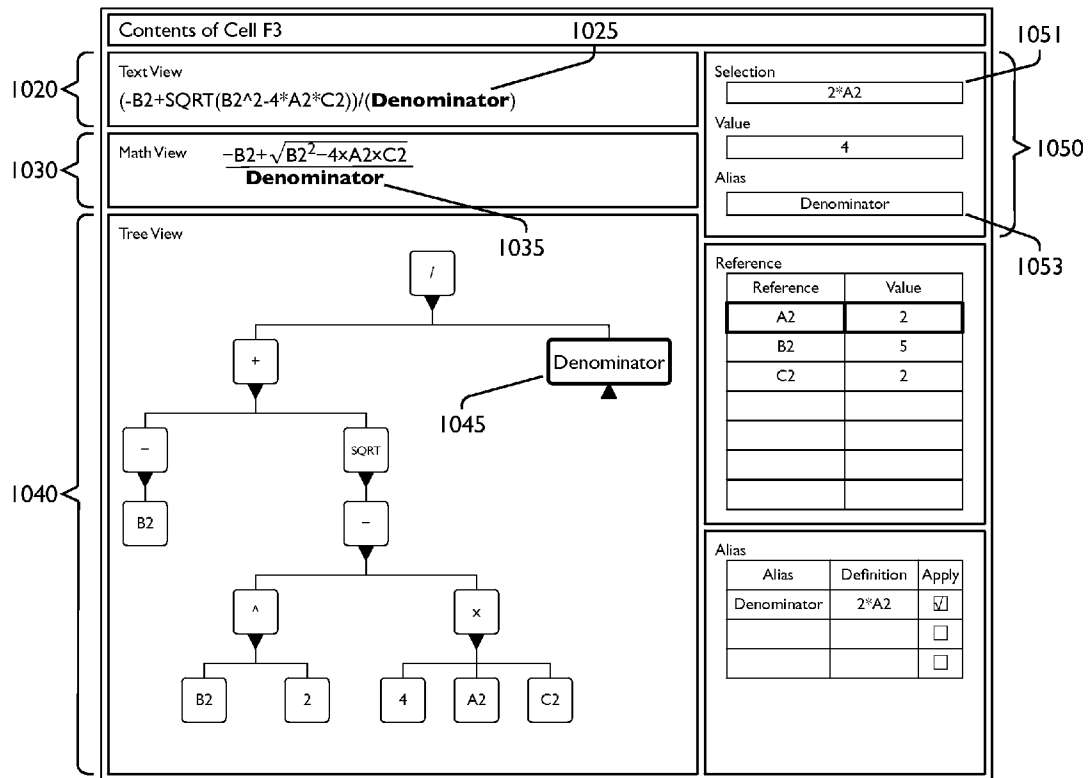 Contents of Cell F3
1025
1051
1020
Text View
(-B2+SQRT(B2^2-4*A2*C2))/(Denominator)
Selection
2*A2
Value
4
1050
1030
Math View
−B2+√B2²−4xA2xC2
Denominator
Alias
Denominator
1035
1053
Tree View
/
+
Denominator
1045
−
SQRT
1040
B2
−
^
x
B2
2
4
A2
C2
Reference
Reference Value
A2 2
B2 5
C2 2
Alias
Alias Definition Apply
Denominator 2*A2 √